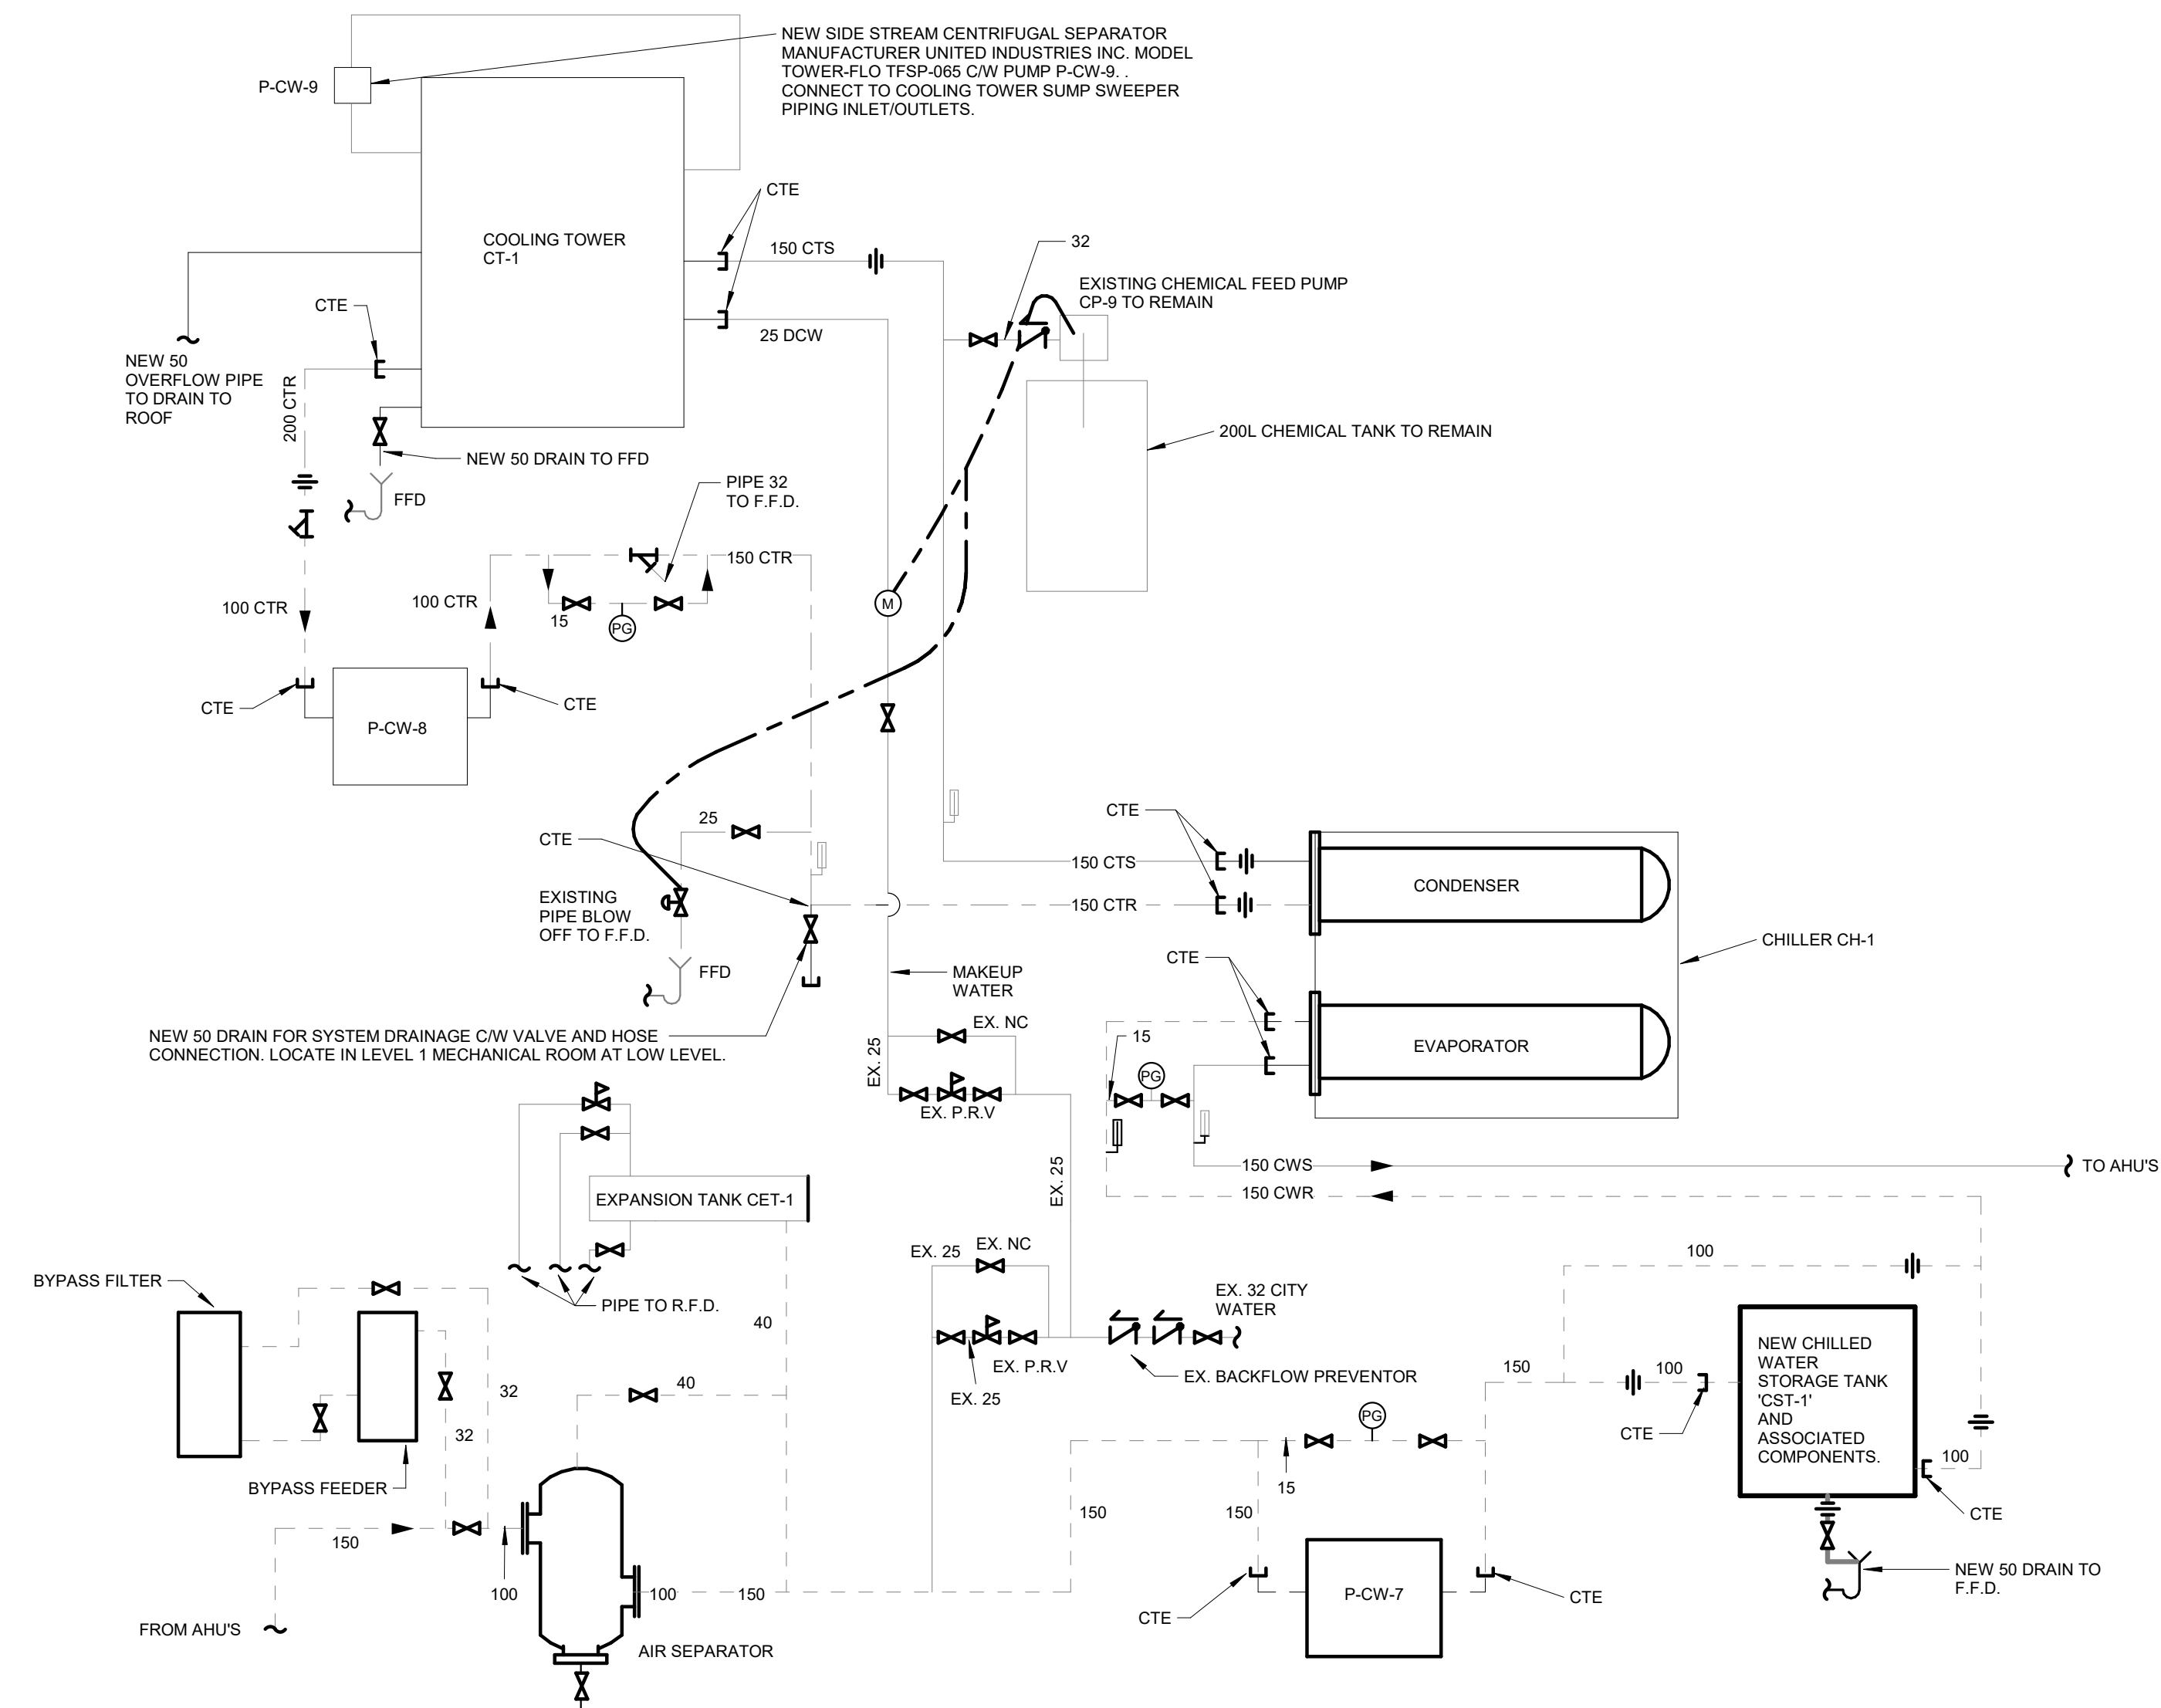 NEW SIDE STREAM CENTRIFUGAL SEPARATOR
MANUFACTURER UNITED INDUSTRIES INC. MODEL
TOWER-FLO TFSP-065 C/W PUMP P-CW-9. .
CONNECT TO COOLING TOWER SUMP SWEEPER
PIPING INLET/OUTLETS.
P-CW-9
CTE
COOLING TOWER
CT-1
150 CTS
32
EXISTING CHEMICAL FEED PUMP
CP-9 TO REMAIN
CTE
25 DCW
NEW 50
OVERFLOW PIPE
TO DRAIN TO
ROOF
200 CTR
200L CHEMICAL TANK TO REMAIN
NEW 50 DRAIN TO FFD
FFD
PIPE 32
TO F.F.D.
150 CTR
100 CTR
100 CTR
15
PG
M
CTE
CTE
P-CW-8
25
CTE
CTE
150 CTS
CONDENSER
150 CTR
EXISTING
PIPE BLOW
OFF TO F.F.D.
CHILLER CH-1
CTE
FFD
MAKEUP
WATER
NEW 50 DRAIN FOR SYSTEM DRAINAGE C/W VALVE AND HOSE
CONNECTION. LOCATE IN LEVEL 1 MECHANICAL ROOM AT LOW LEVEL.
EX. NC
EX. 25
15
EVAPORATOR
PG
EX. P.R.V
150 CWS
TO AHU'S
150 CWR
EX. 25
EXPANSION TANK CET-1
EX. 25
EX. NC
100
BYPASS FILTER
PIPE TO R.F.D.
EX. 32 CITY
WATER
40
NEW CHILLED
WATER
STORAGE TANK
'CST-1'
AND
ASSOCIATED
COMPONENTS.
EX. P.R.V
EX. BACKFLOW PREVENTOR
EX. 25
150
100
40
32
32
PG
CTE
100
BYPASS FEEDER
15
150
150
CTE
150
100
100
150
CTE
P-CW-7
CTE
NEW 50 DRAIN TO
F.F.D.
FROM AHU'S
AIR SEPARATOR